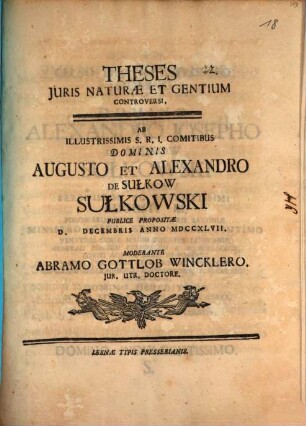 18
THESES
JURIS NATURÆ ET GENTIUM
CONTROVERSI,
AB
ILLUSTRISSIMIS S. R. I. COMITIBUS
DOMINIS
AUGUSTO ET ALEXANDRO
DE SUŁKOW
SUŁKOWSKI
PUBLICE PROPOSITÆ
D. DECEMBRIS ANNO MDCCXLVII.
MODERANTE
ABRAMO GOTTLOB WINCKLERO,
JUR. UTR. DOCTORE.
LESNÆ TYPIS PRESSERIANIS.